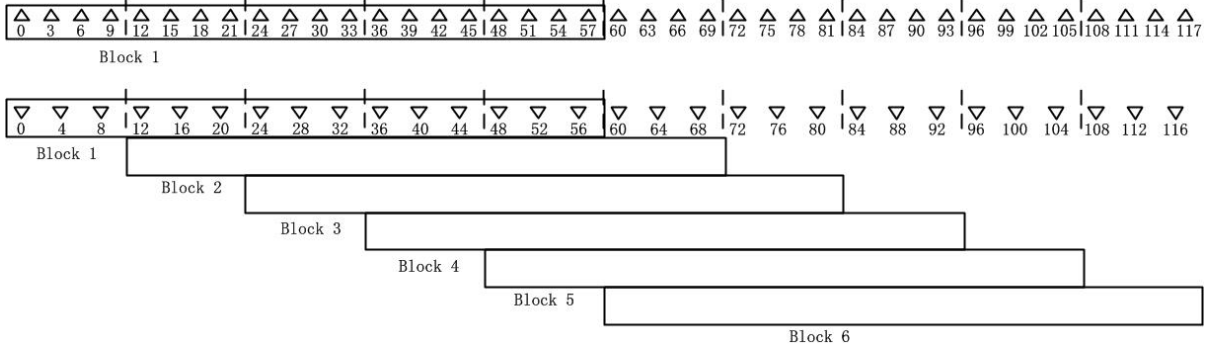 0 3 6 9 12 15 18 21 24 27 30 33 36 39 42 45 48 51 54 57 60 63 66 69 72 75 78 81 84 87 90 93 96 99 102 105 108 111 114 117
Block 1
0 4 8 12 16 20 24 28 32 36 40 44 48 52 56 60 64 68 72 76 80 84 88 92 96 100 104 108 112 116
Block 1
Block 2
Block 3
Block 4
Block 5
Block 6